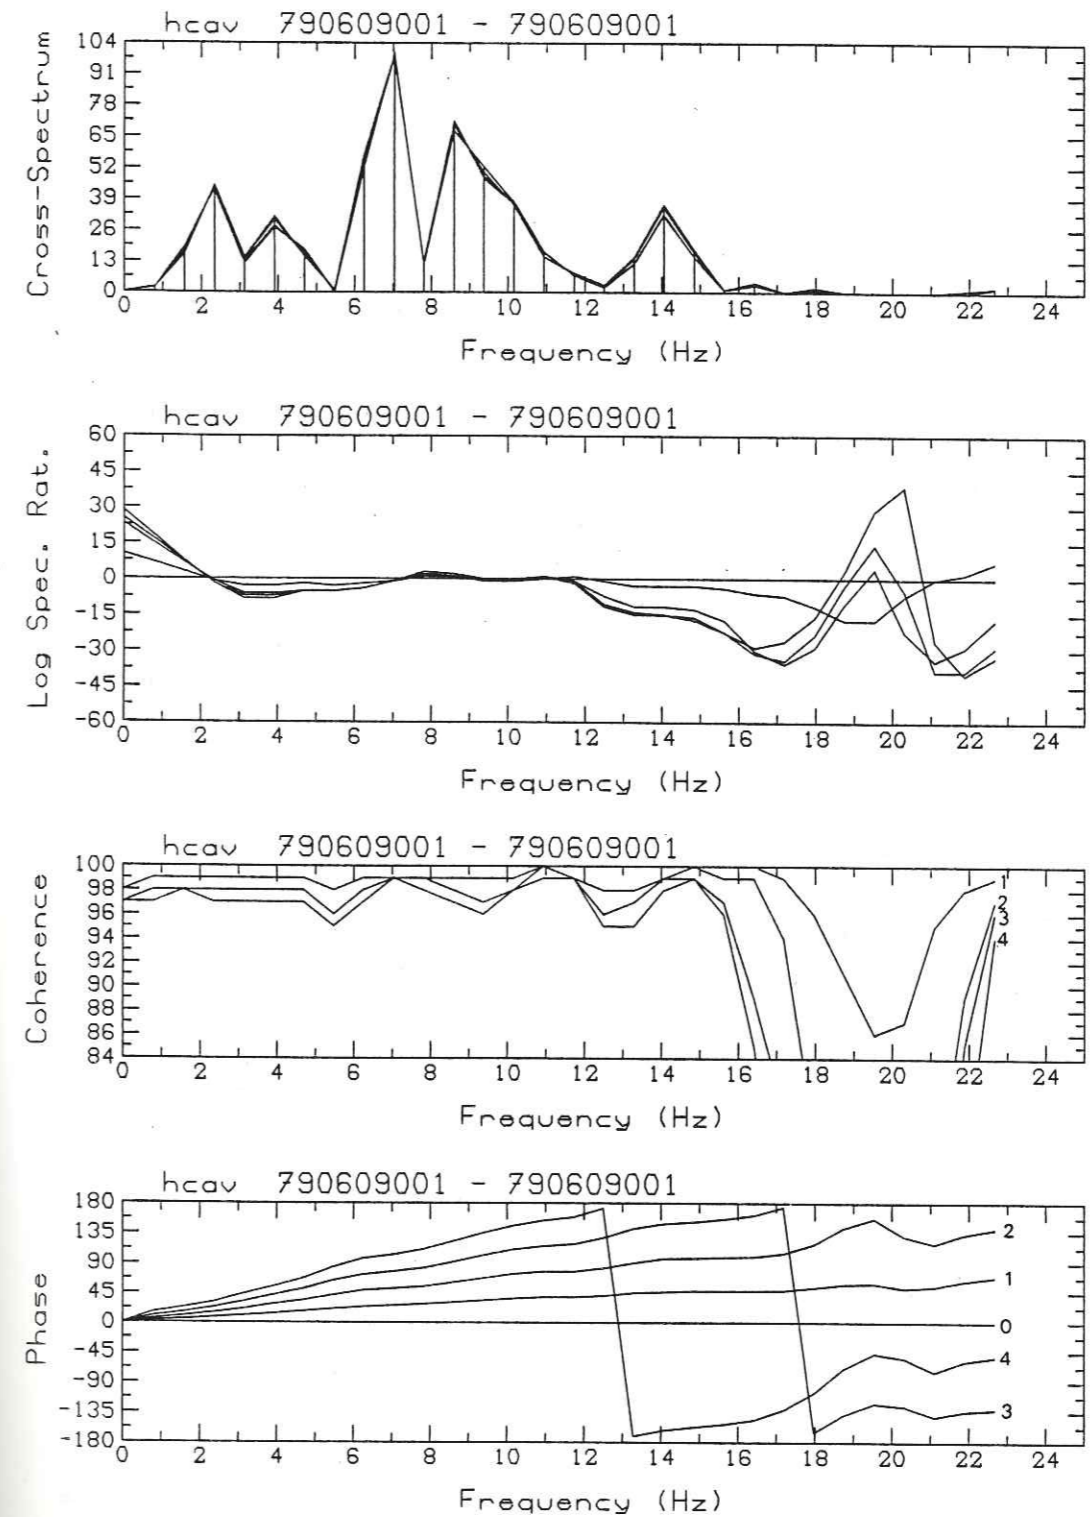 hcav 790609001 - 790609001
Cross-Spectrum
104
91
78
65
52
39
26
13
0
0 2 4 6 8 10 12 14 16 18 20 22 24
Frequency (Hz)
hcav 790609001 - 790609001
Log Spec. Rat.
60
45
30
15
0
-15
-30
-45
-60
0 2 4 6 8 10 12 14 16 18 20 22 24
Frequency (Hz)
hcav 790609001 - 790609001
Coherence
100
98
96
94
92
90
88
86
84
1
2
3
4
0 2 4 6 8 10 12 14 16 18 20 22 24
Frequency (Hz)
hcav 790609001 - 790609001
Phase
180
135
90
45
0
-45
-90
-135
-180
2
1
0
4
3
0 2 4 6 8 10 12 14 16 18 20 22 24
Frequency (Hz)